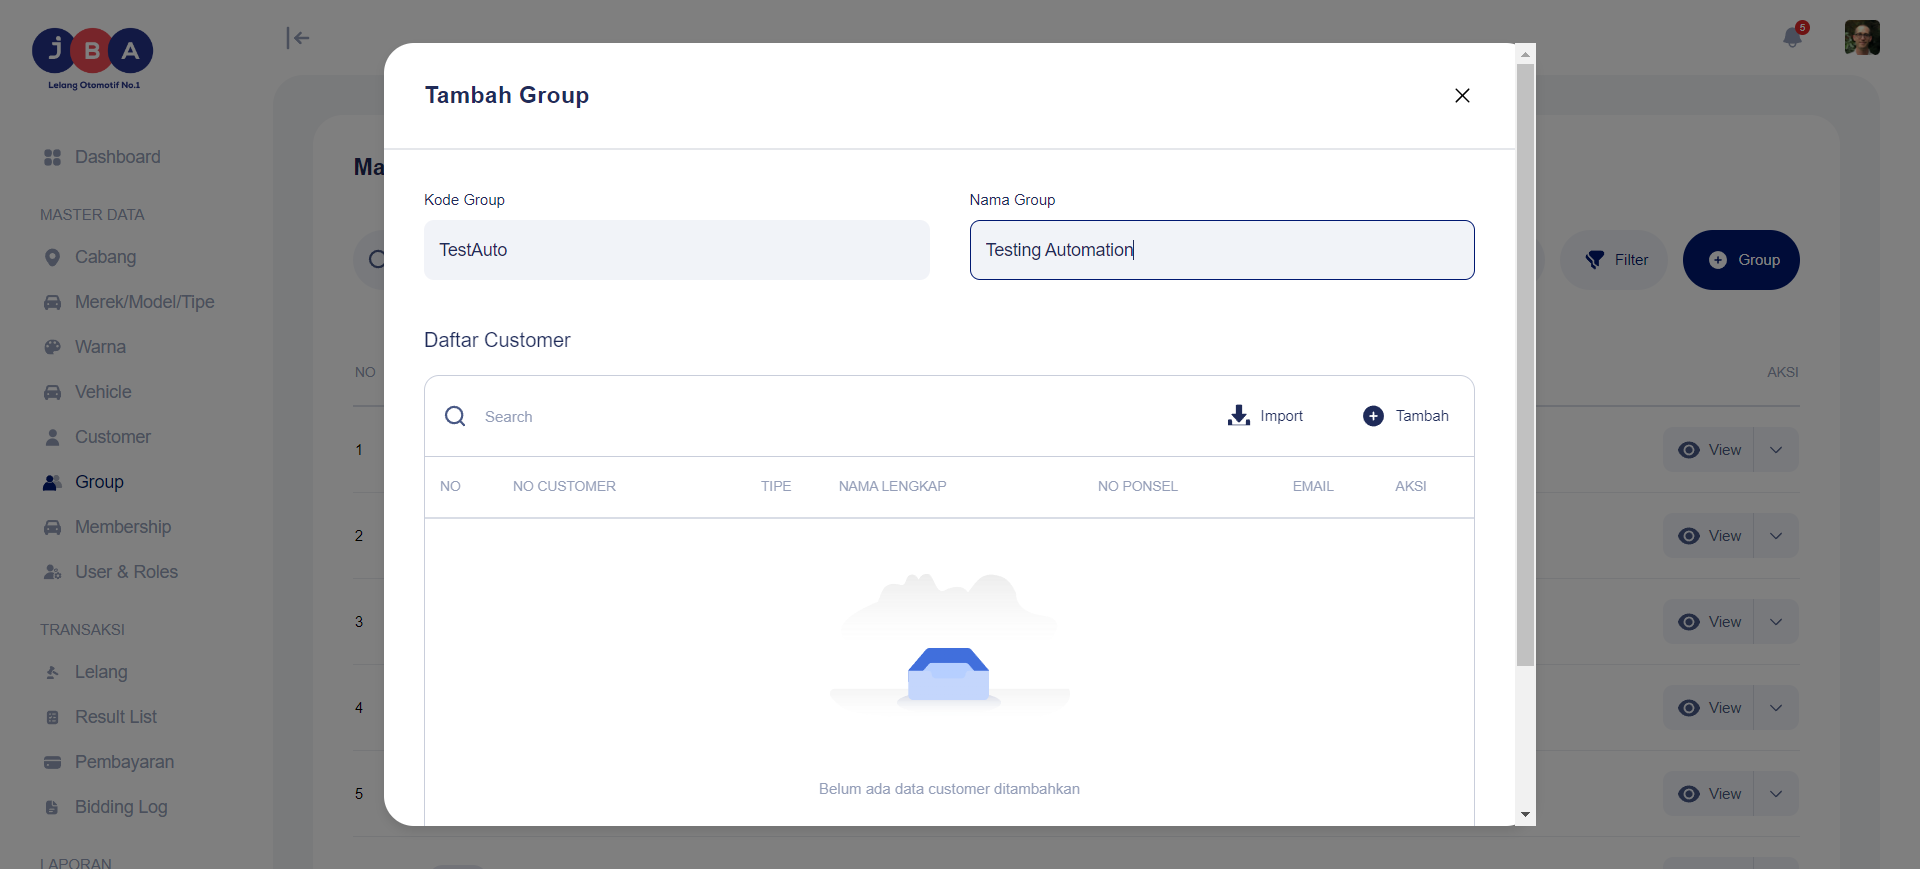 JBA
Lelang Otomotif No.1
5
Dashboard
MASTER DATA
Cabang
Merek/Model/Tipe
Warna
Vehicle
Customer
Group
Membership
User & Roles
TRANSAKSI
Lelang
Result List
Pembayaran
Bidding Log
LAPORAN
Ma
Filter
Group
NO
AKSI
1
View
2
View
3
View
4
View
5
View
Tambah Group
Kode Group
Nama Group
TestAuto
Testing Automation
Daftar Customer
Search
Import
Tambah
NO
NO CUSTOMER
TIPE
NAMA LENGKAP
NO PONSEL
EMAIL
AKSI
Belum ada data customer ditambahkan